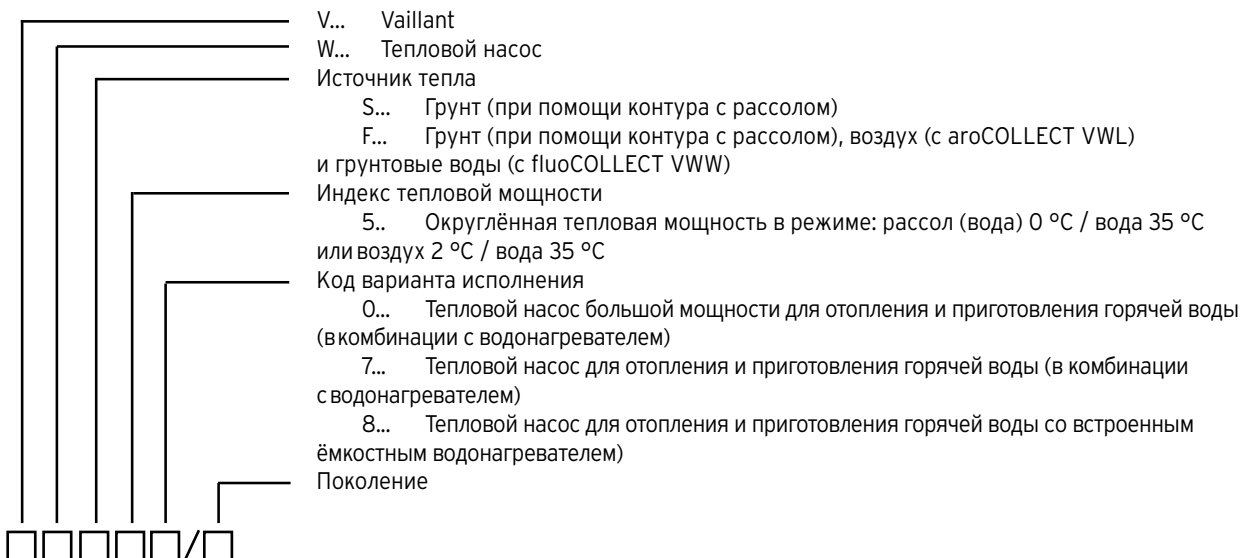 V... Vaillant
W... Тепловой насос
Источник тепла
S... Грунт (при помощи контура с рассолом)
F... Грунт (при помощи контура с рассолом), воздух (с aroCOLLECT VWL)
и грунтовые воды (с fluoCOLLECT VWW)
Индекс тепловой мощности
5.. Округлённая тепловая мощность в режиме: рассол (вода) 0 °C / вода 35 °C
или воздух 2 °C / вода 35 °C
Код варианта исполнения
0... Тепловой насос большой мощности для отопления и приготовления горячей воды
(в комбинации с водонагревателем)
7... Тепловой насос для отопления и приготовления горячей воды (в комбинации
с водонагревателем)
8... Тепловой насос для отопления и приготовления горячей воды со встроенным
ёмкостным водонагревателем)
Поколение
/